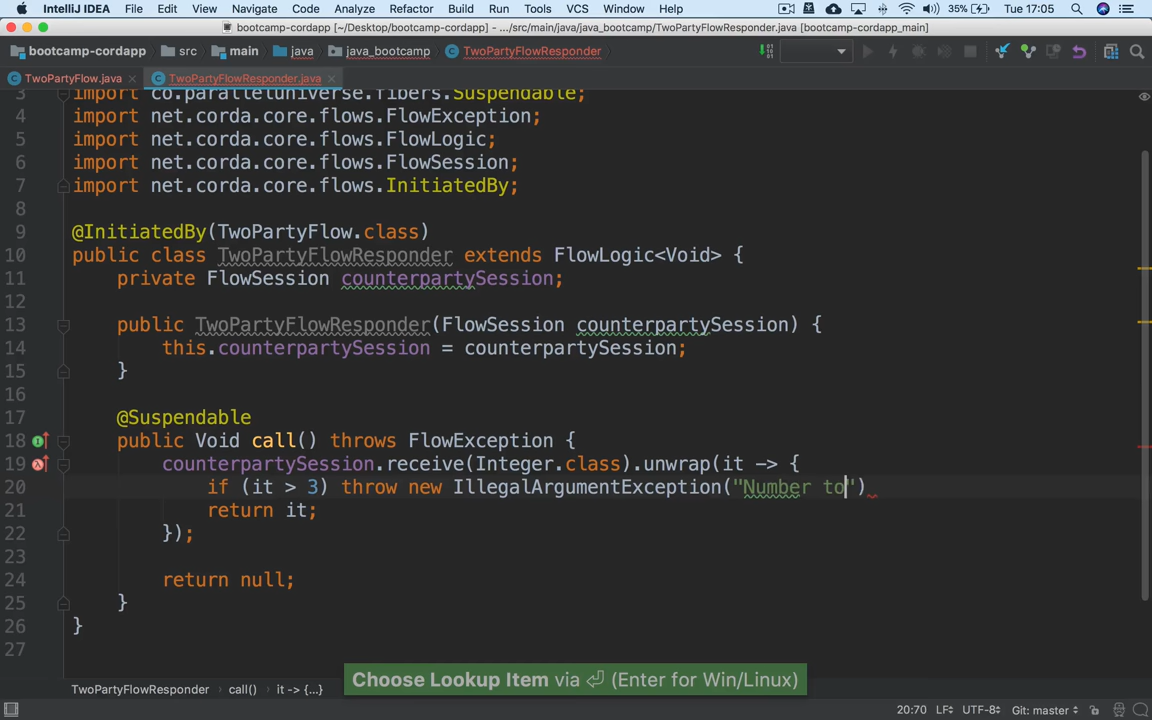 IntelliJ IDEA File Edit View Navigate Code Analyze Refactor Build Run Tools VCS Window Help 35% Tue 17:05
bootcamp-cordapp [~/Desktop/bootcamp-cordapp] - .../src/main/java/java_bootcamp/TwoPartyFlowResponder.java [bootcamp-cordapp_main]
bootcamp-cordapp src main java java_bootcamp TwoPartyFlowResponder
TwoPartyFlow.java TwoPartyFlowResponder.java
3 import co.paralleluniverse.fibers.Suspendable;
4 import net.corda.core.flows.FlowException;
5 import net.corda.core.flows.FlowLogic;
6 import net.corda.core.flows.FlowSession;
7 import net.corda.core.flows.InitiatedBy;
8
9 @InitiatedBy(TwoPartyFlow.class)
10 public class TwoPartyFlowResponder extends FlowLogic<Void> {
11 private FlowSession counterpartySession;
12
13 public TwoPartyFlowResponder(FlowSession counterpartySession) {
14 this.counterpartySession = counterpartySession;
15 }
16
17 @Suspendable
18 public Void call() throws FlowException {
19 counterpartySession.receive(Integer.class).unwrap(it -> {
20 if (it > 3) throw new IllegalArgumentException("Number to")
21 return it;
22 });
23
24 return null;
25 }
26 }
27
Choose Lookup Item via ⏎ (Enter for Win/Linux)
TwoPartyFlowResponder call() it -> {...}
20:70 LF UTF-8 Git: master